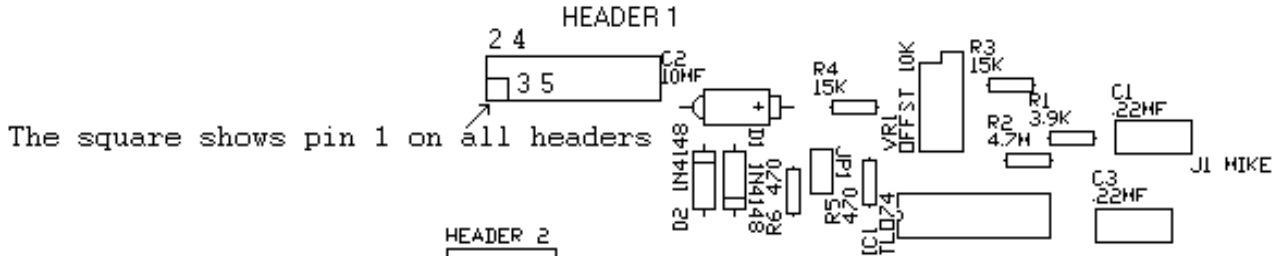 HEADER 1
2 4
3 5
The square shows pin 1 on all headers
C2
10MF
R4
15K
VR1
OFFST 10K
R3
15K
R1
3.9K
R2
4.7M
C1
.22MF
J1 MIKE
D2 1N4148
D1
1N4148
R6 470
JP1
R5
470
IC1
TL074
C3
.22MF
HEADER 2